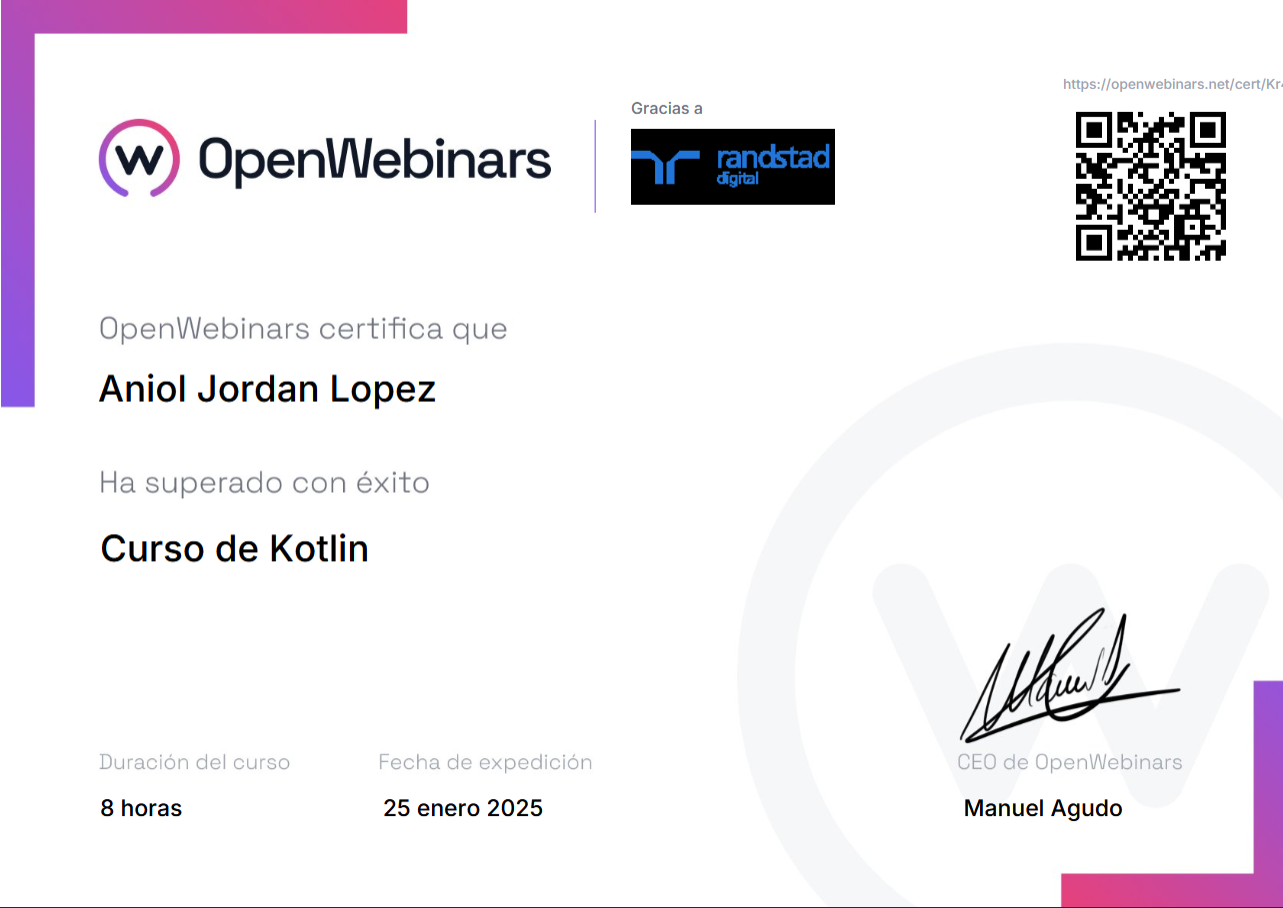 https://openwebinars.net/cert/Kr
Gracias a
OpenWebinars
randstad
digital
OpenWebinars certifica que
Aniol Jordan Lopez
Ha superado con éxito
Curso de Kotlin
Duración del curso
Fecha de expedición
CEO de OpenWebinars
8 horas
25 enero 2025
Manuel Agudo